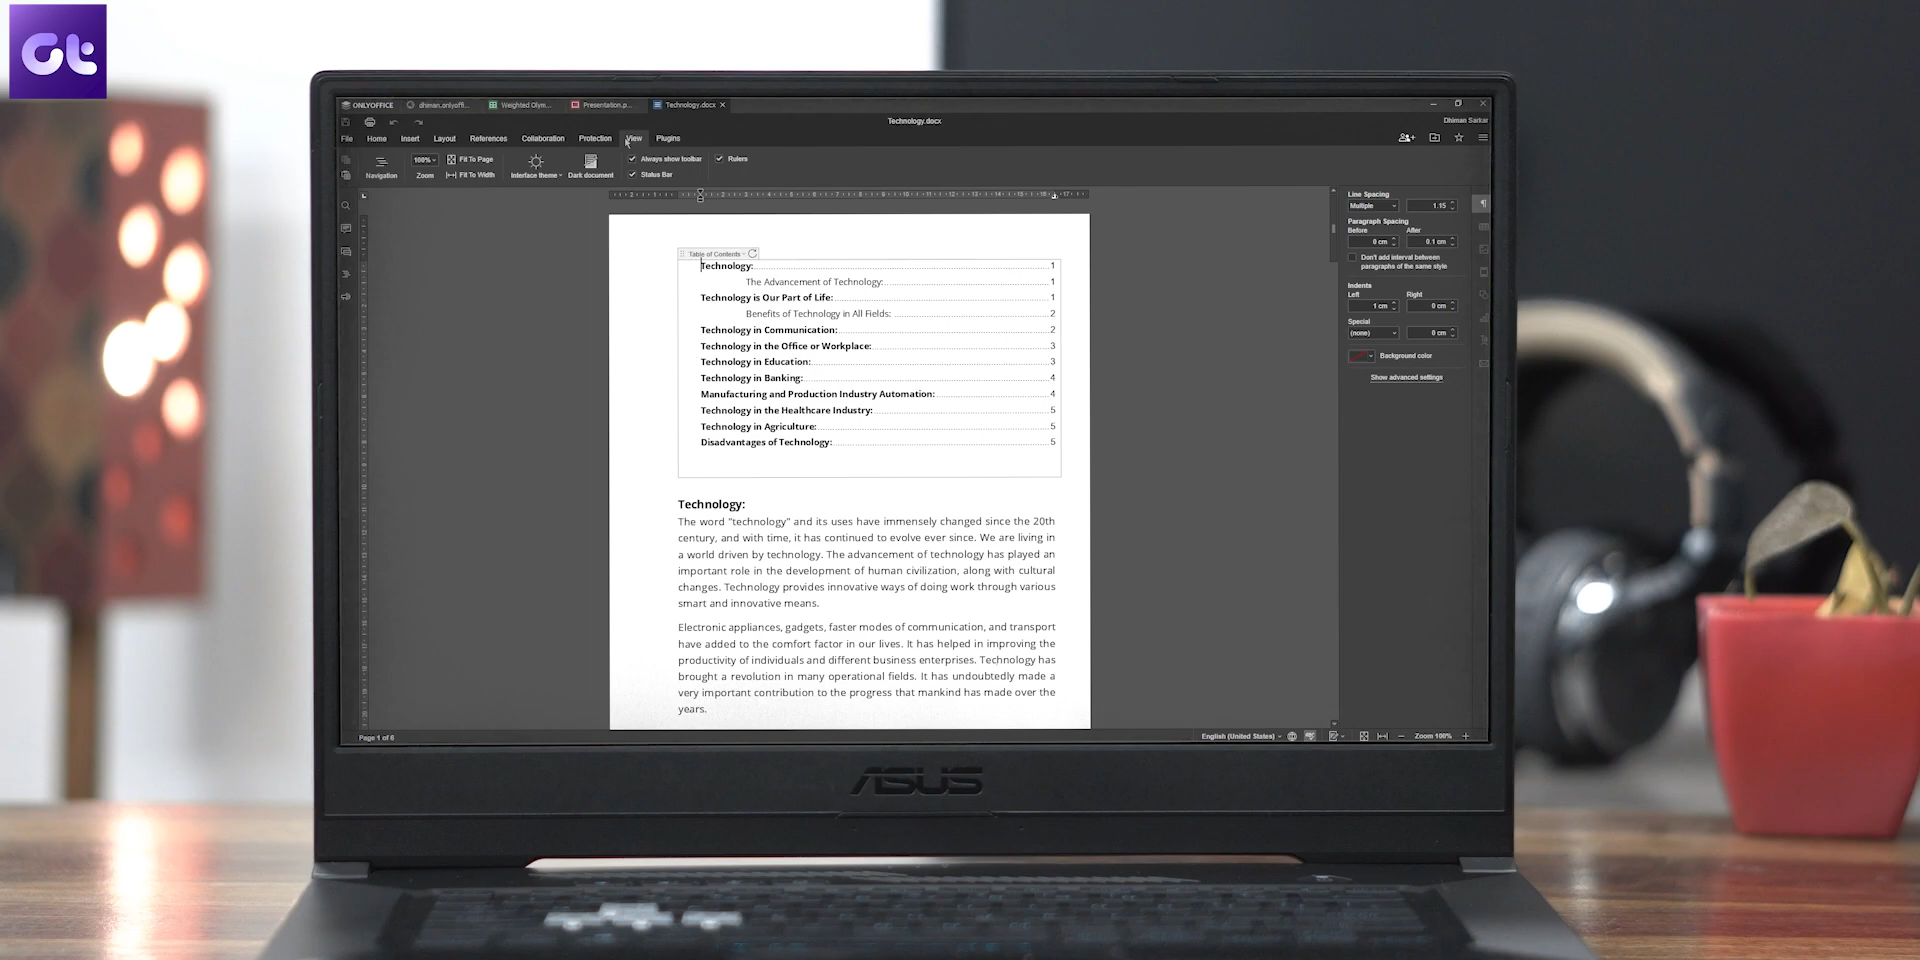 Gt
ONLYOFFICE dhman.onlyoffi... Weighted Olym... Presentation.p... Technology.docx
Technology.docx
Dhiman Sarkar
File Home Insert Layout References Collaboration Protection View Plugins
100% Fit To Page Always show toolbar Rulers
Navigation Zoom Fit To Width Interface theme Dark document Status Bar
Line Spacing
Multiple 1.15
Paragraph Spacing
Before After
0 cm 0.1 cm
Don't add interval between
paragraphs of the same style
Indents
Left Right
1 cm 0 cm
Special
(none) 0 cm
Background color
Show advanced settings
Table of Contents
Technology: 1
The Advancement of Technology: 1
Technology is Our Part of Life: 1
Benefits of Technology in All Fields: 2
Technology in Communication: 2
Technology in the Office or Workplace: 3
Technology in Education: 3
Technology in Banking: 4
Manufacturing and Production Industry Automation: 4
Technology in the Healthcare Industry: 5
Technology in Agriculture: 5
Disadvantages of Technology: 5
Technology:
The word "technology" and its uses have immensely changed since the 20th
century, and with time, it has continued to evolve ever since. We are living in
a world driven by technology. The advancement of technology has played an
important role in the development of human civilization, along with cultural
changes. Technology provides innovative ways of doing work through various
smart and innovative means.
Electronic appliances, gadgets, faster modes of communication, and transport
have added to the comfort factor in our lives. It has helped in improving the
productivity of individuals and different business enterprises. Technology has
brought a revolution in many operational fields. It has undoubtedly made a
very important contribution to the progress that mankind has made over the
years.
Page 1 of 6 English (United States) Zoom 100%
ASUS